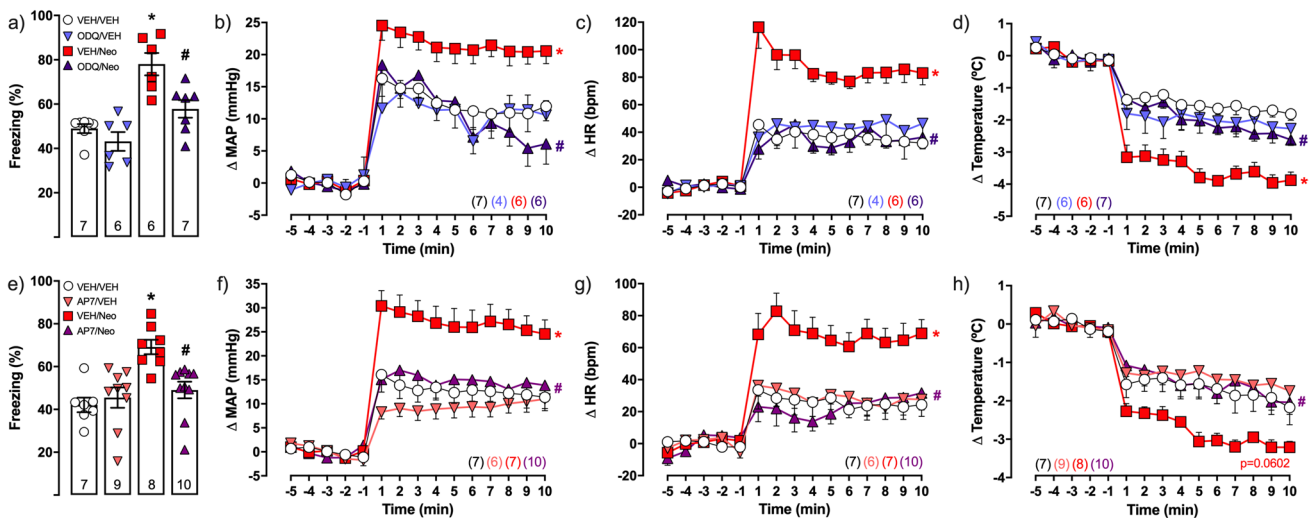 a)
VEH/VEH
ODQ/VEH
VEH/Neo
ODQ/Neo
Freezing (%)
100
80
60
40
20
*
#
7 6 6 7
b)
Δ MAP (mmHg)
25
20
15
10
5
0
-5
*
#
(7) (4) (6) (6)
-5 -4 -3 -2 -1 1 2 3 4 5 6 7 8 9 10
Time (min)
c)
Δ HR (bpm)
120
100
80
60
40
20
0
-20
*
#
(7) (4) (6) (6)
-5 -4 -3 -2 -1 1 2 3 4 5 6 7 8 9 10
Time (min)
d)
Δ Temperature (ºC)
1
0
-1
-2
-3
-4
-5
#
*
(7) (6) (6) (7)
-5 -4 -3 -2 -1 1 2 3 4 5 6 7 8 9 10
Time (min)
e)
VEH/VEH
AP7/VEH
VEH/Neo
AP7/Neo
Freezing (%)
100
80
60
40
20
*
#
7 9 8 10
f)
Δ MAP (mmHg)
35
30
25
20
15
10
5
0
-5
*
#
(7) (6) (7) (10)
-5 -4 -3 -2 -1 1 2 3 4 5 6 7 8 9 10
Time (min)
g)
Δ HR (bpm)
100
80
60
40
20
0
-20
*
#
(7) (6) (7) (10)
-5 -4 -3 -2 -1 1 2 3 4 5 6 7 8 9 10
Time (min)
h)
Δ Temperature (ºC)
1
0
-1
-2
-3
-4
#
(7) (9) (8) (10)
p=0.0602
-5 -4 -3 -2 -1 1 2 3 4 5 6 7 8 9 10
Time (min)